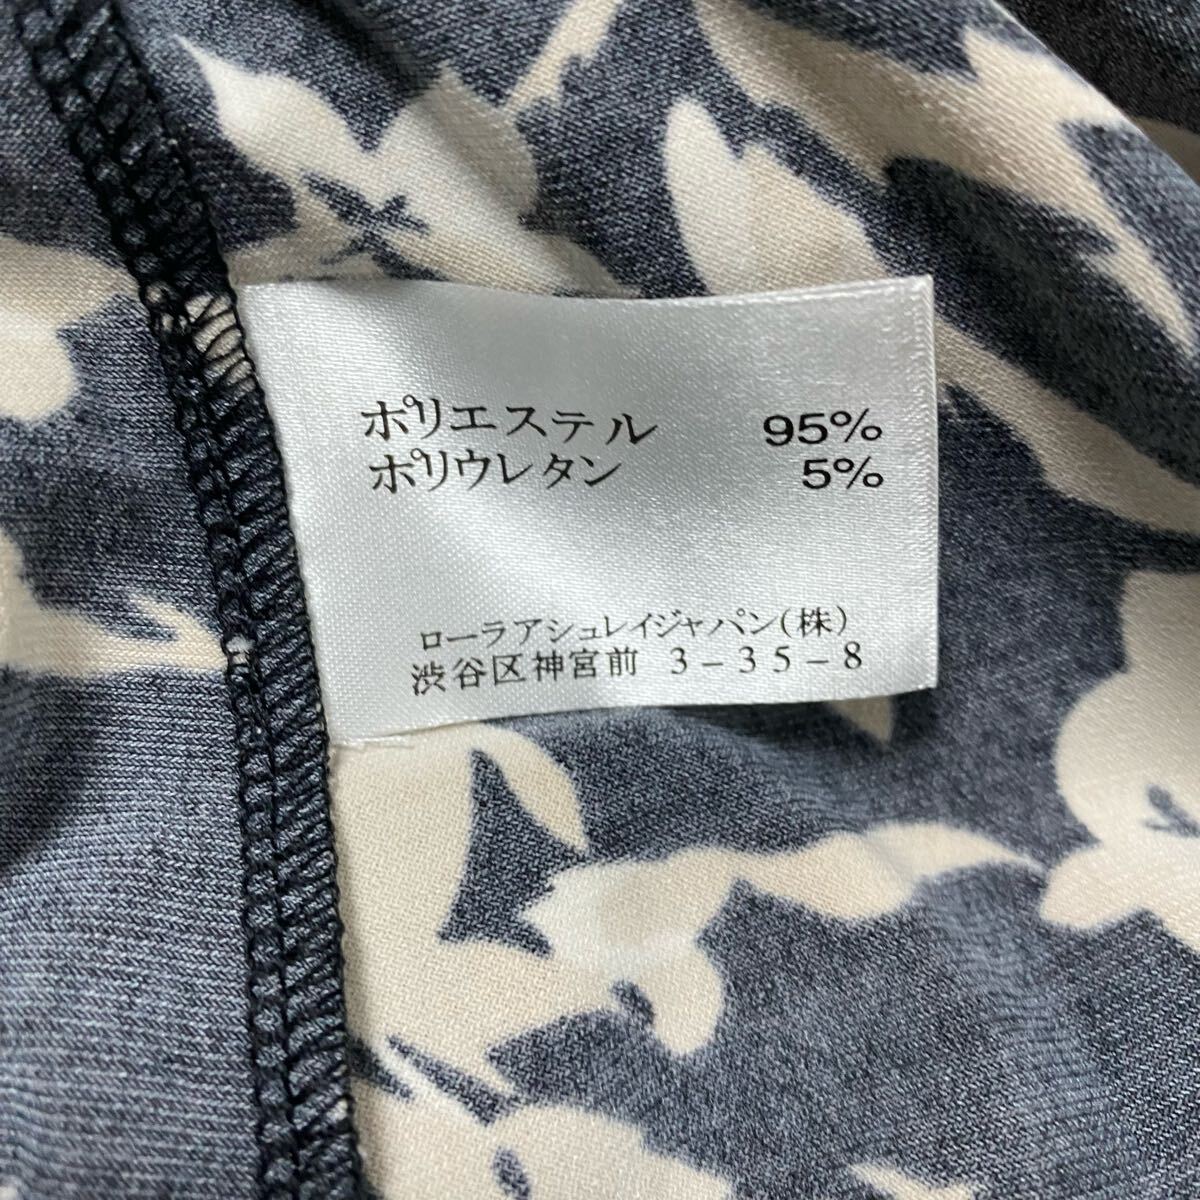 ポリエステル 95%
ポリウレタン 5%
ローラアシュレイジャパン(株)
渋谷区神宮前 3-35-8